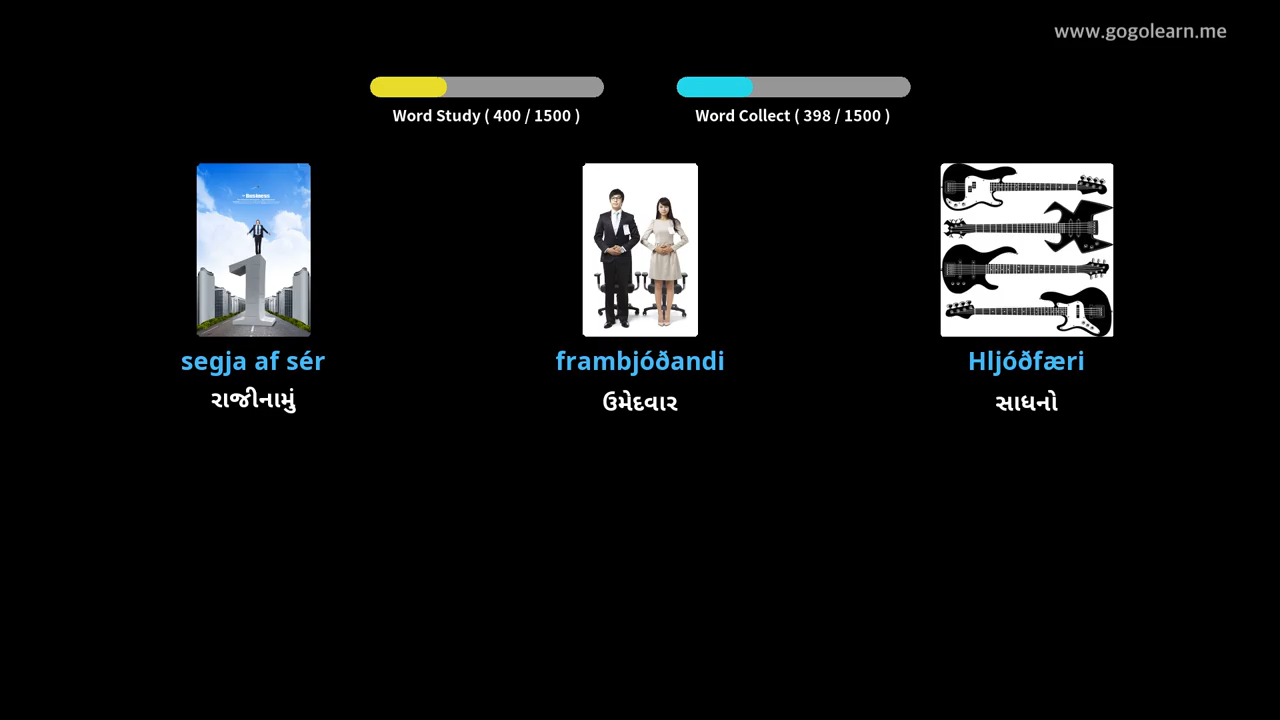 www.gogolearn.me
Word Study ( 400 / 1500 )
Word Collect ( 398 / 1500 )
Business
segja af sér
frambjóðandi
Hljóðfæri
રાજીનામું
ઉમેદવાર
સાધનો